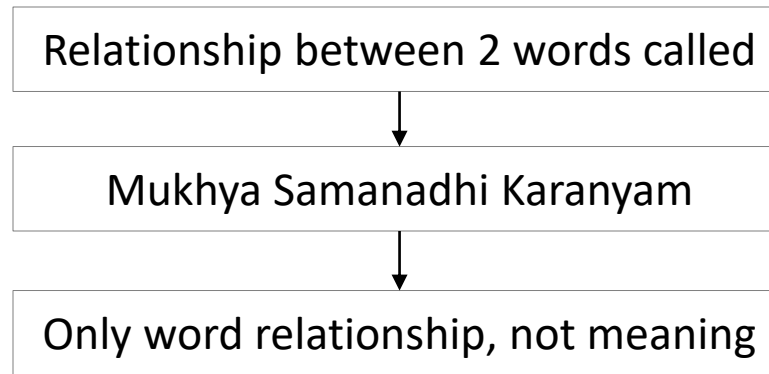 Relationship between 2 words called
Mukhya Samanadhi Karanyam
Only word relationship, not meaning